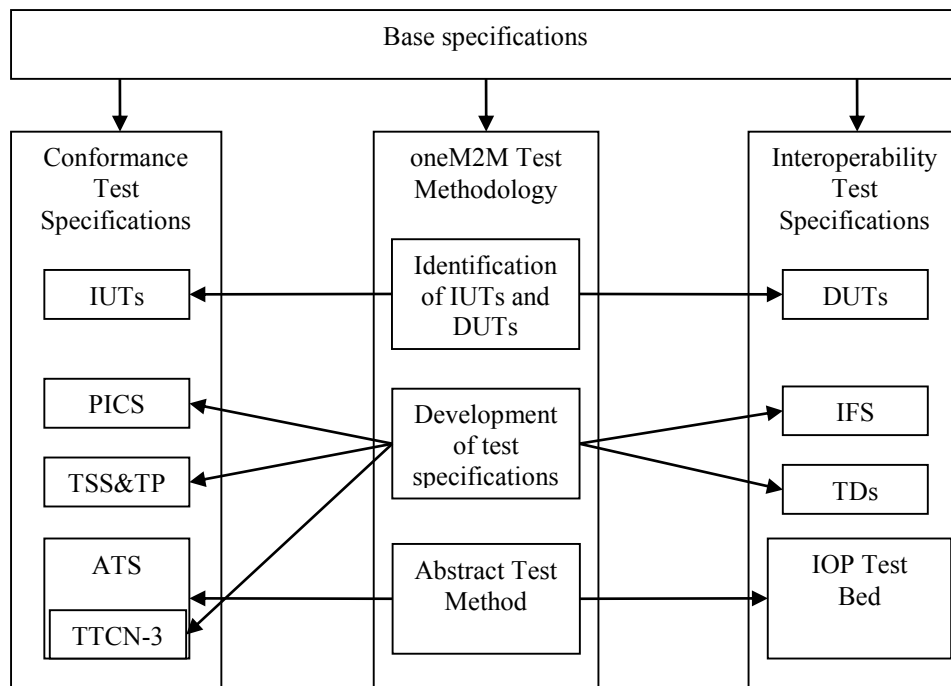 Base specifications
Conformance
Test
Specifications
IUTs
PICS
TSS&TP
ATS
TTCN-3
oneM2M Test
Methodology
Identification
of IUTs and
DUTs
Development
of test
specifications
Abstract Test
Method
Interoperability
Test
Specifications
DUTs
IFS
TDs
IOP Test
Bed